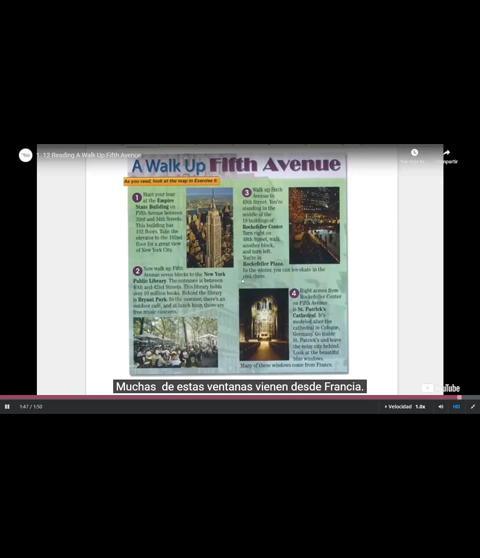 1. 12 Reading A Walk Up Fifth Avenue
A Walk Up Fifth Avenue
As you read, look at the map in Exercise
1 Start your tour
at the Empire
State Building on
Fifth Avenue between
33rd and 34th Streets.
This building has
102 floors. Take the
elevator to the 102nd
floor for a great view
of New York City.
2 Now walk up Fifth
Avenue seven blocks to the New York
Public Library. The entrance is between
40th and 42nd Streets. This library holds
over 10 million books. Behind the library
is Bryant Park. In the summer, there's an
outdoor café, and at lunch hour, there are
free music concerts.
3 Walk up Fifth
Avenue to
49th Street. You're
standing in the
middle of the
19 buildings of
Rockefeller Center.
Turn right on
49th Street, walk
another block,
and turn left.
You're in
Rockefeller Plaza.
In the winter, you can ice-skate in the
rink there.
4 Right across from
Rockefeller Center
on Fifth Avenue
is St. Patrick's
Cathedral. It's
modeled after the
cathedral in Cologne,
Germany. Go inside
St. Patrick's and leave
the noisy city behind.
Look at the beautiful
blue windows.
Many of these windows come from France.
Muchas de estas ventanas vienen desde Francia.
YouTube
1:47 / 1:50
Velocidad 1.0x
HD